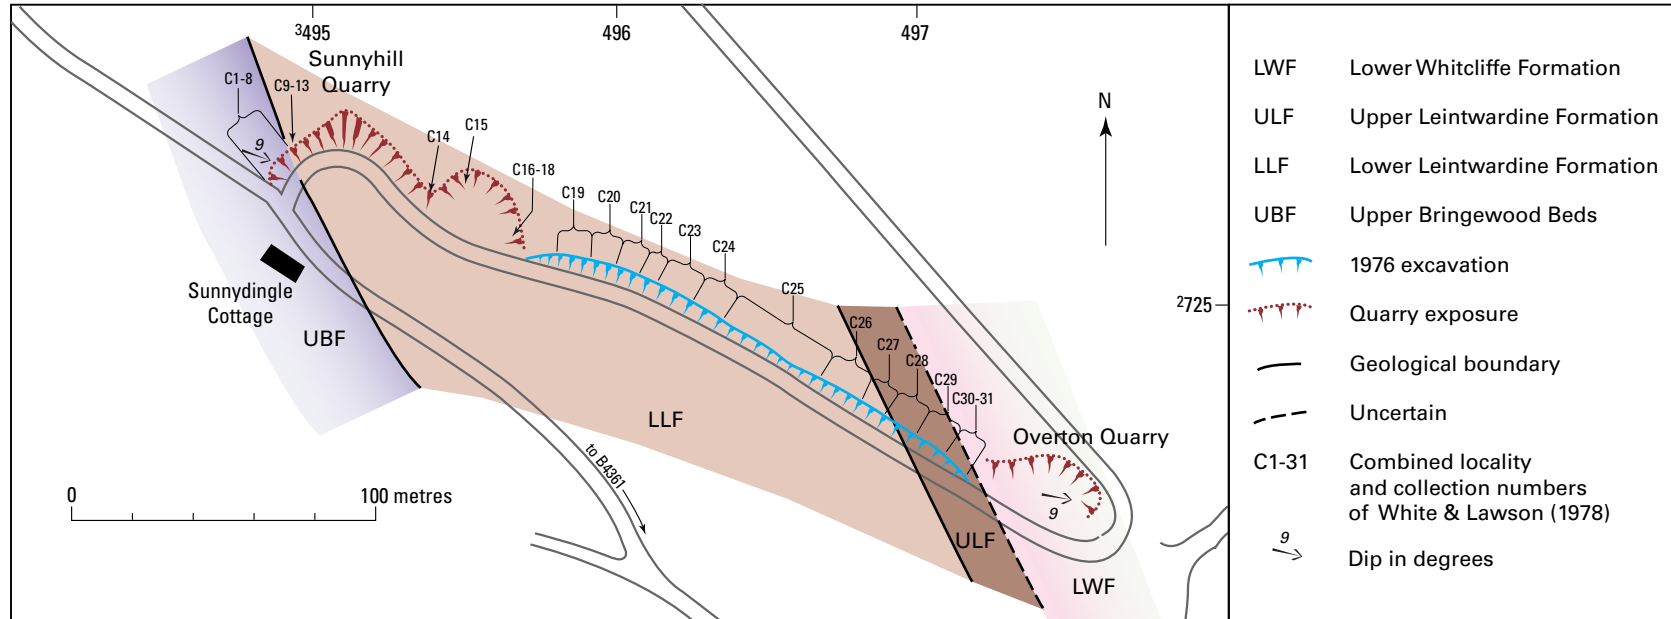 ³495
496
497
Sunnyhill
Quarry
C1-8
C9-13
9
C14
C15
C16-18
C19
C20
C21
C22
C23
C24
C25
C26
C27
C28
C29
C30-31
N
²725
Sunnydingle
Cottage
UBF
LLF
ULF
LWF
Overton Quarry
9
to B4361
0
100 metres
LWF Lower Whitcliffe Formation
ULF Upper Leintwardine Formation
LLF Lower Leintwardine Formation
UBF Upper Bringewood Beds
1976 excavation
Quarry exposure
Geological boundary
Uncertain
C1-31 Combined locality
and collection numbers
of White & Lawson (1978)
9
Dip in degrees